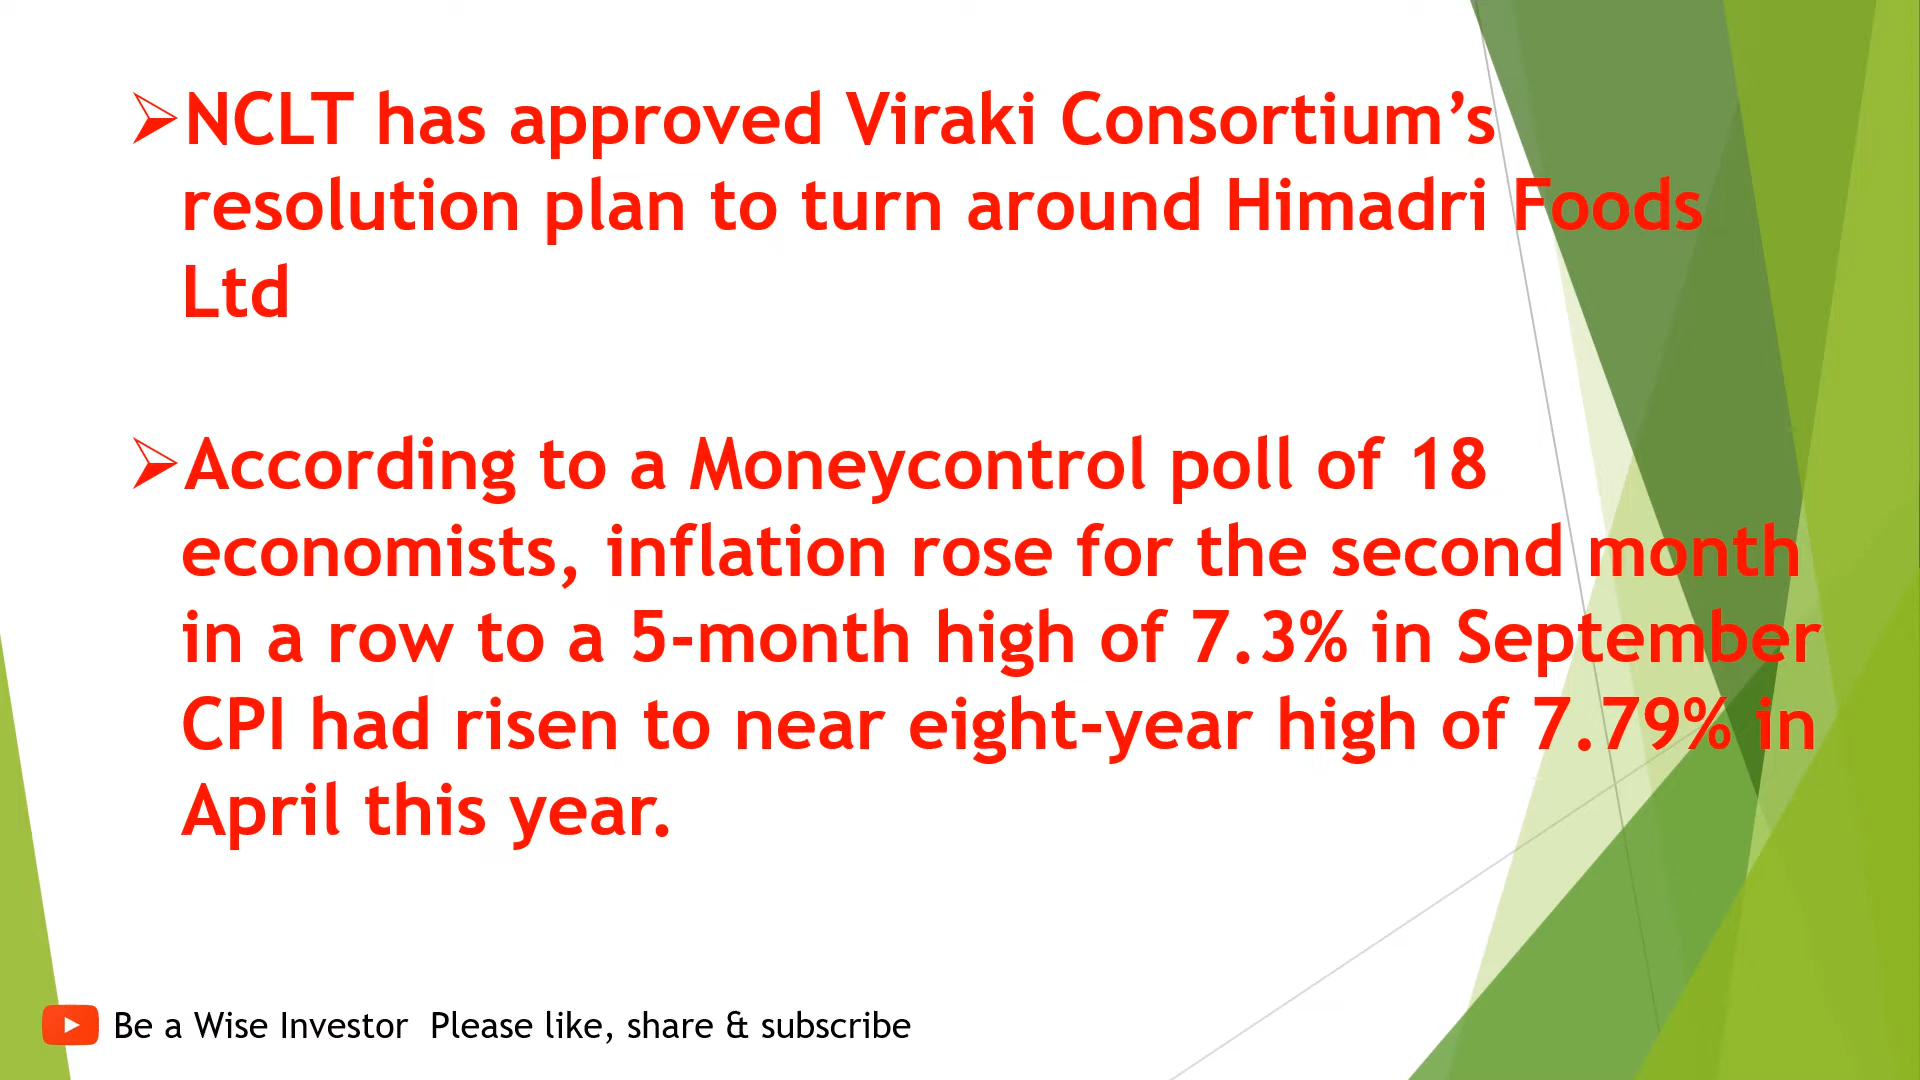 ➢NCLT has approved Viraki Consortium’s
resolution plan to turn around Himadri Foods
Ltd
➢According to a Moneycontrol poll of 18
economists, inflation rose for the second month
in a row to a 5-month high of 7.3% in September
CPI had risen to near eight-year high of 7.79% in
April this year.
Be a Wise Investor  Please like, share & subscribe